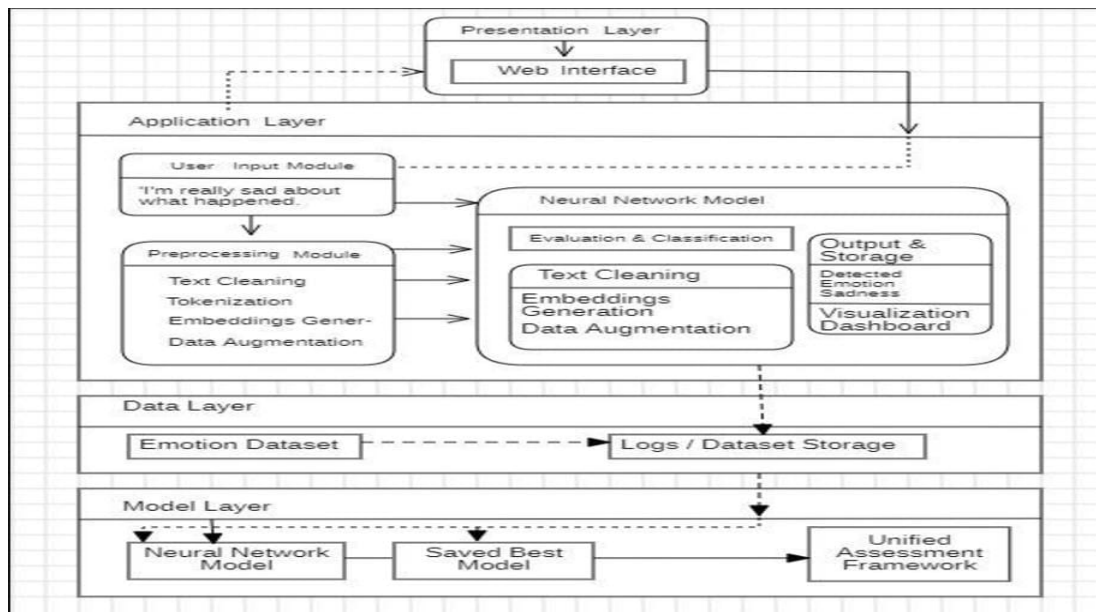 Presentation Layer
Web Interface
Application Layer
User Input Module
"I'm really sad about
what happened.
Preprocessing Module
Text Cleaning
Tokenization
Embeddings Gener-
Data Augmentation
Neural Network Model
Evaluation & Classification
Text Cleaning
Embeddings
Generation
Data Augmentation
Output &
Storage
Detected
Emotion
Sadness
Visualization
Dashboard
Data Layer
Emotion Dataset
Logs / Dataset Storage
Model Layer
Neural Network
Model
Saved Best
Model
Unified
Assessment
Framework